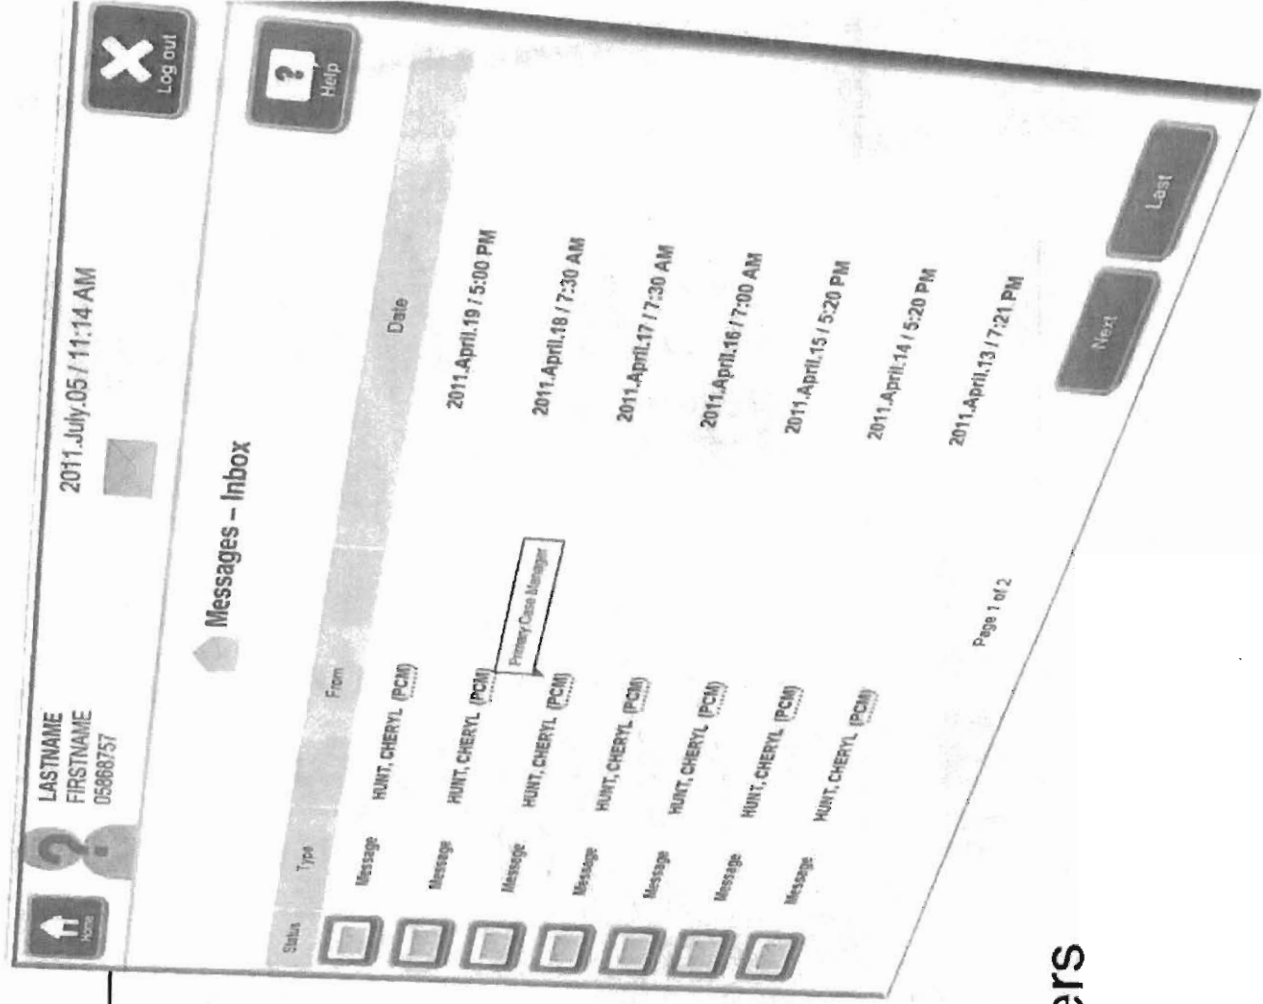 Home
LASTNAME
FIRSTNAME
05868757
2011.July.05 / 11:14 AM
Log out
Messages – Inbox
Help
Status Type From Date
Message HUNT, CHERYL (PCM) 2011.April.19 / 5:00 PM
Message HUNT, CHERYL (PCM) 2011.April.18 / 7:30 AM
Primary Case Manager
Message HUNT, CHERYL (PCM) 2011.April.17 / 7:30 AM
Message HUNT, CHERYL (PCM) 2011.April.16 / 7:00 AM
Message HUNT, CHERYL (PCM) 2011.April.15 / 5:20 PM
Message HUNT, CHERYL (PCM) 2011.April.14 / 5:20 PM
Message HUNT, CHERYL (PCM) 2011.April.13 / 7:21 PM
Page 1 of 2
Next
Last
ers